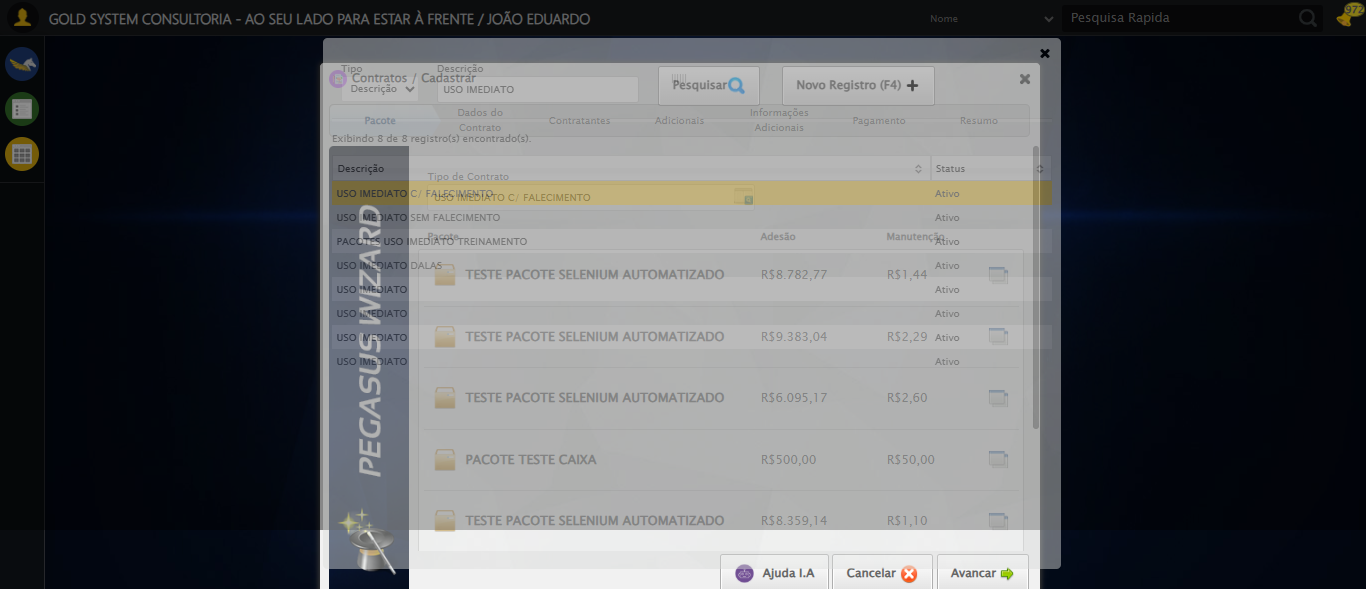 GOLD SYSTEM CONSULTORIA - AO SEU LADO PARA ESTAR À FRENTE / JOÃO EDUARDO
Nome
Pesquisa Rapida
972
Tipo
Descrição
Contratos / Cadastrar
Descrição
USO IMEDIATO
Pesquisar
Novo Registro (F4)
Pacote
Dados do Contrato
Contratantes
Adicionais
Informações Adicionais
Pagamento
Resumo
Exibindo 8 de 8 registro(s) encontrado(s).
Descrição
Status
Tipo de Contrato
USO IMEDIATO C/ FALECIMENTO
Ativo
USO IMEDIATO C/ FALECIMENTO
USO IMEDIATO SEM FALECIMENTO
Ativo
Pacote
Adesão
Manutenção
PACOTES USO IMEDIATO TREINAMENTO
Ativo
USO IMEDIATO DALAS
Ativo
TESTE PACOTE SELENIUM AUTOMATIZADO
R$8.782,77
R$1,44
USO IMEDIATO
Ativo
USO IMEDIATO
Ativo
TESTE PACOTE SELENIUM AUTOMATIZADO
R$9.383,04
R$2,29
USO IMEDIATO
Ativo
USO IMEDIATO
Ativo
TESTE PACOTE SELENIUM AUTOMATIZADO
R$6.095,17
R$2,60
PACOTE TESTE CAIXA
R$500,00
R$50,00
TESTE PACOTE SELENIUM AUTOMATIZADO
R$8.359,14
R$1,10
PEGASUS WIZARD
Ajuda I.A
Cancelar
Avancar